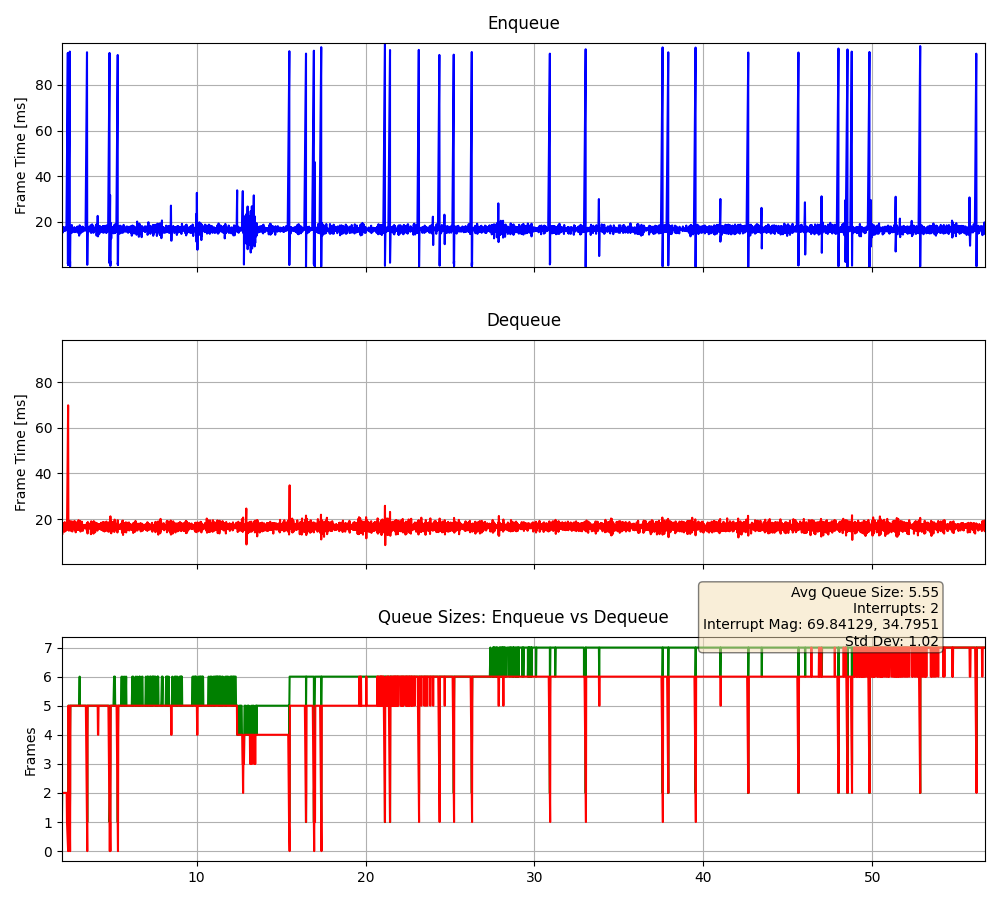 Enqueue
Frame Time [ms]
80
60
40
20
Dequeue
Frame Time [ms]
80
60
40
20
Avg Queue Size: 5.55
Interrupts: 2
Interrupt Mag: 69.84129, 34.7951
Std Dev: 1.02
Queue Sizes: Enqueue vs Dequeue
Frames
7
6
5
4
3
2
1
0
10 20 30 40 50